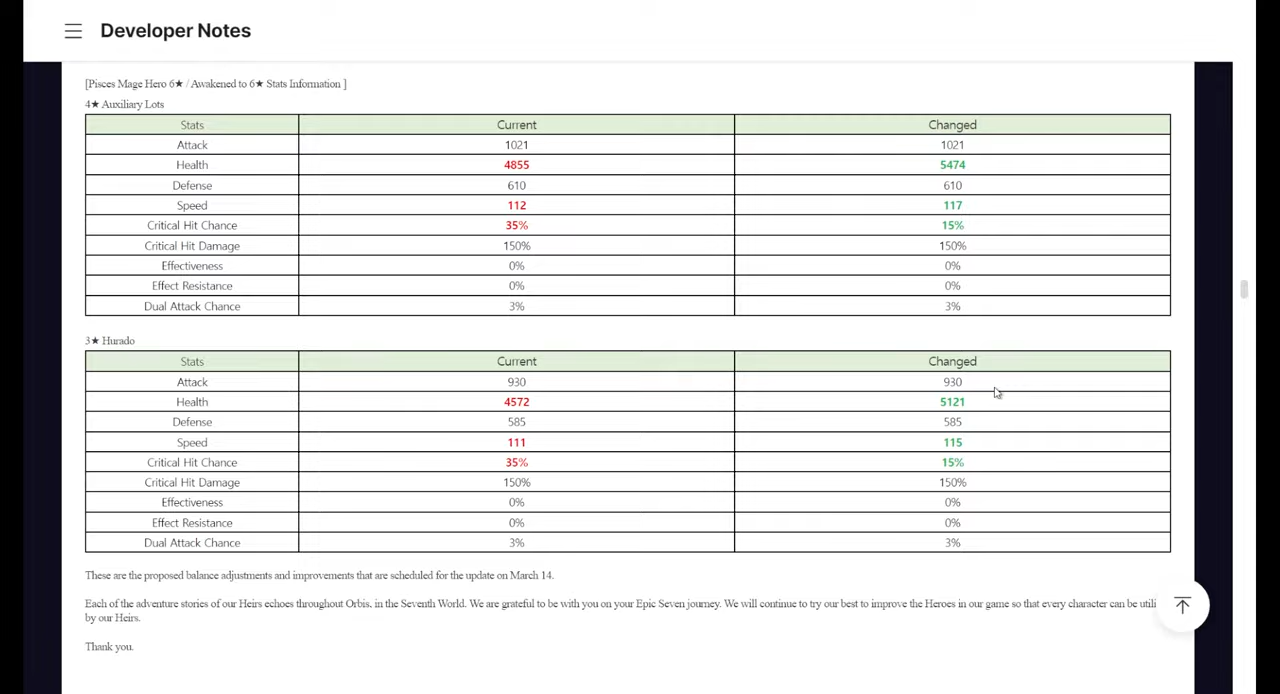 Developer Notes
[Pisces Mage Hero 6★ / Awakened to 6★ Stats Information ]
4★ Auxiliary Lots
Stats Current Changed
Attack 1021 1021
Health 4855 5474
Defense 610 610
Speed 112 117
Critical Hit Chance 35% 15%
Critical Hit Damage 150% 150%
Effectiveness 0% 0%
Effect Resistance 0% 0%
Dual Attack Chance 3% 3%
3★ Hurado
Stats Current Changed
Attack 930 930
Health 4572 5121
Defense 585 585
Speed 111 115
Critical Hit Chance 35% 15%
Critical Hit Damage 150% 150%
Effectiveness 0% 0%
Effect Resistance 0% 0%
Dual Attack Chance 3% 3%
These are the proposed balance adjustments and improvements that are scheduled for the update on March 14.
Each of the adventure stories of our Heirs echoes throughout Orbis, in the Seventh World. We are grateful to be with you on your Epic Seven journey. We will continue to try our best to improve the Heroes in our game so that every character can be utili
by our Heirs.
Thank you.